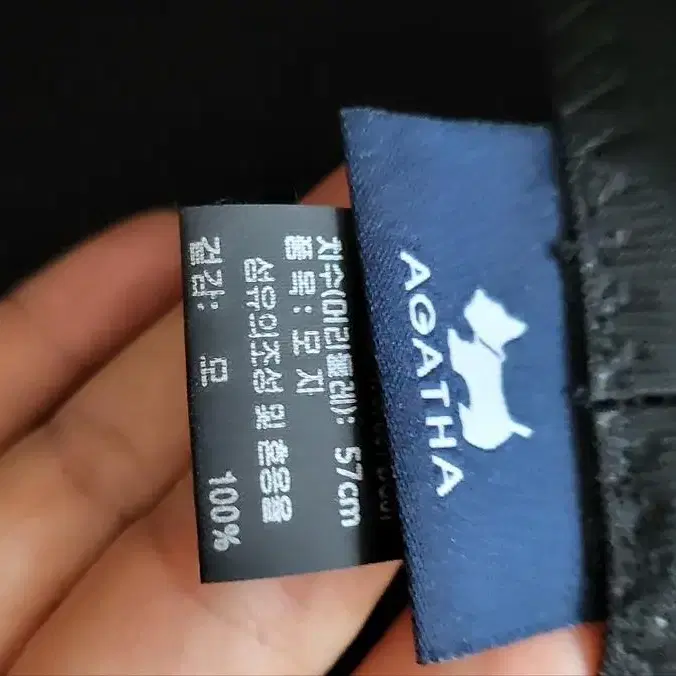 AGATHA
치수(머리둘레): 57cm
품 목 : 모 자
섬유의조성 및 혼용율
겉감: 모 100%